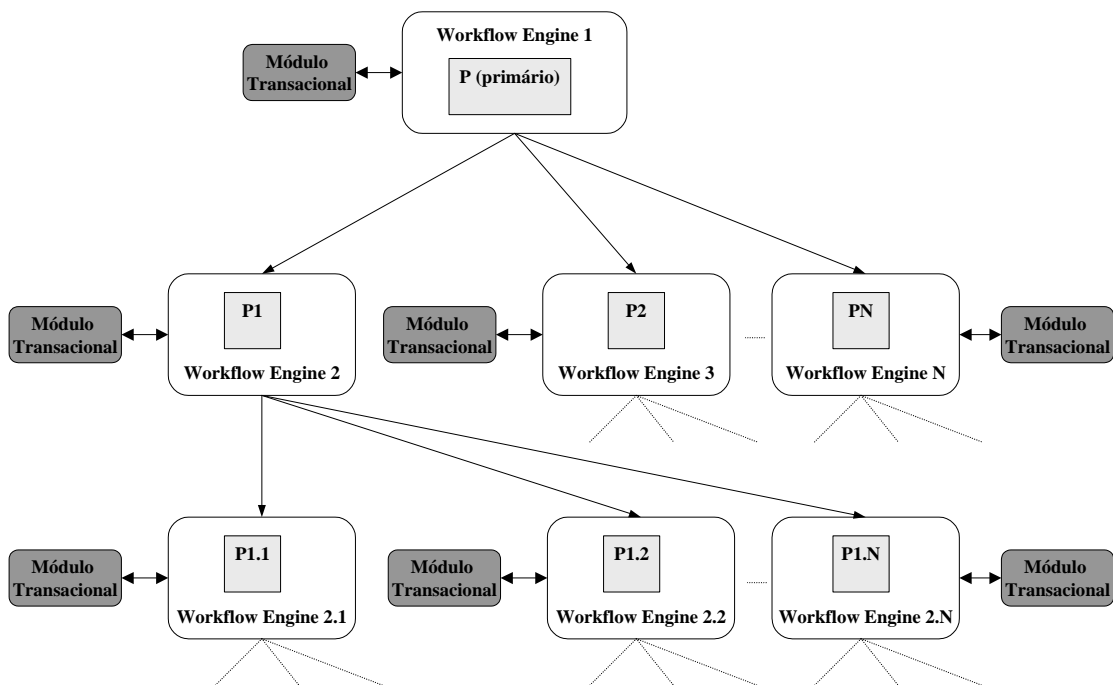 Workflow Engine 1
Módulo
Transacional
P (primário)
P1
P2
PN
Módulo
Transacional
Módulo
Transacional
Módulo
Transacional
Workflow Engine 2
Workflow Engine 3
Workflow Engine N
P1.1
P1.2
P1.N
Módulo
Transacional
Módulo
Transacional
Módulo
Transacional
Workflow Engine 2.1
Workflow Engine 2.2
Workflow Engine 2.N